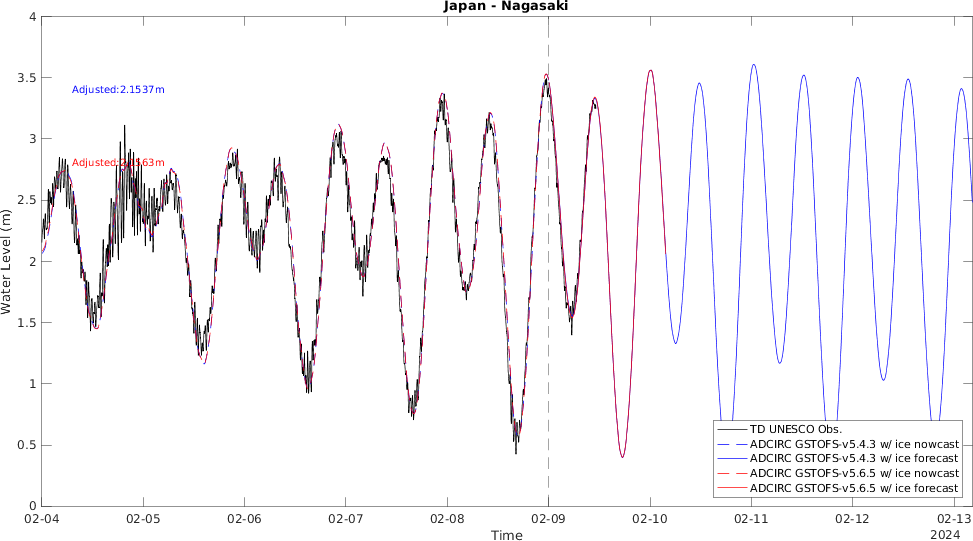 Japan - Nagasaki
4
3.5
3
2.5
2
1.5
1
0.5
0
Water Level (m)
Adjusted:2.1537m
TD UNESCO Obs.
ADCIRC GSTOFS-v5.4.3 w/ ice nowcast
ADCIRC GSTOFS-v5.4.3 w/ ice forecast
ADCIRC GSTOFS-v5.6.5 w/ ice nowcast
ADCIRC GSTOFS-v5.6.5 w/ ice forecast
02-04 02-05 02-06 02-07 02-08 02-09 02-10 02-11 02-12 02-13
2024
Time